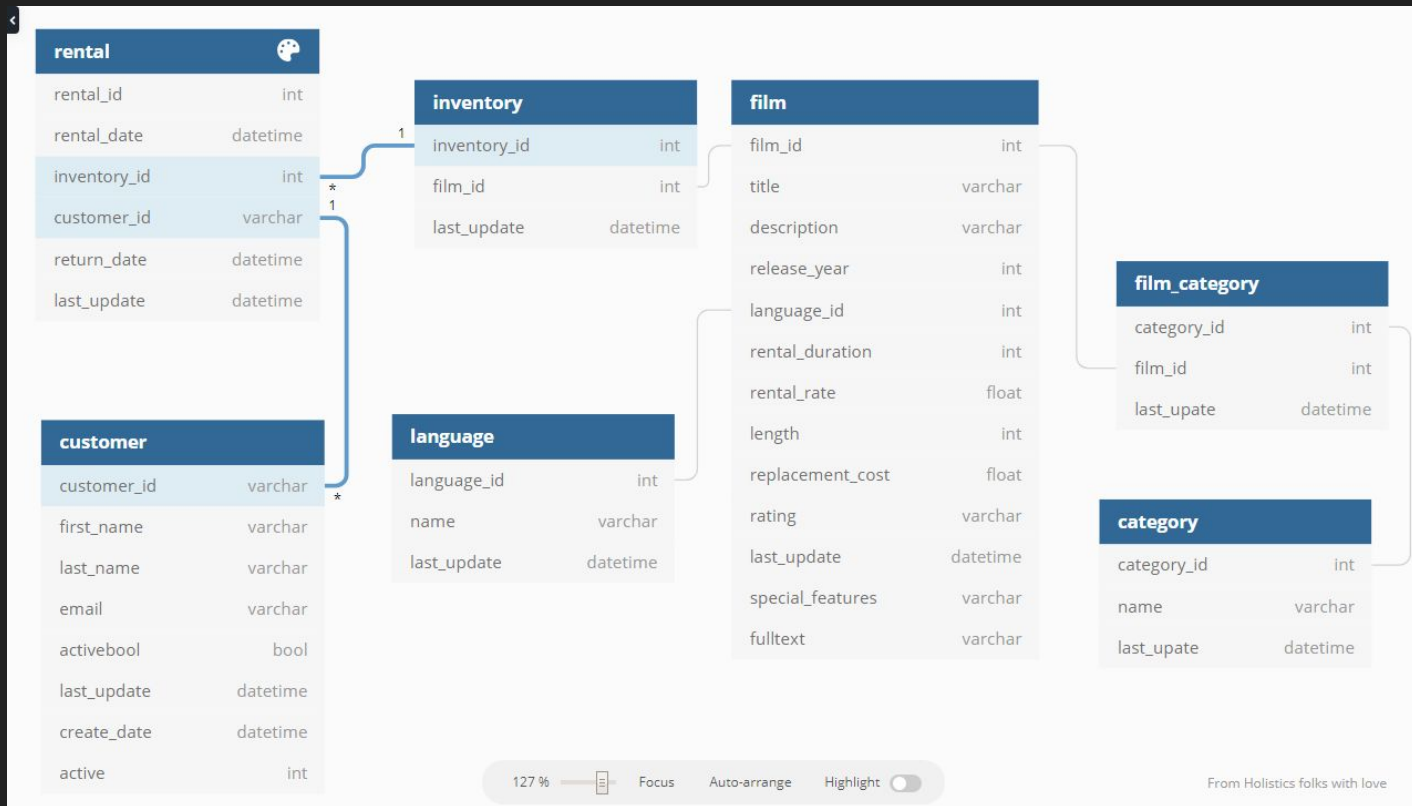 rental
rental_id int
rental_date datetime
inventory_id int
customer_id varchar
return_date datetime
last_update datetime
*
1
1
inventory
inventory_id int
film_id int
last_update datetime
film
film_id int
title varchar
description varchar
release_year int
language_id int
rental_duration int
rental_rate float
length int
replacement_cost float
rating varchar
last_update datetime
special_features varchar
fulltext varchar
film_category
category_id int
film_id int
last_upate datetime
customer
customer_id varchar
*
first_name varchar
last_name varchar
email varchar
activebool bool
last_update datetime
create_date datetime
active int
language
language_id int
name varchar
last_update datetime
category
category_id int
name varchar
last_upate datetime
127 % Focus Auto-arrange Highlight
From Holistics folks with love